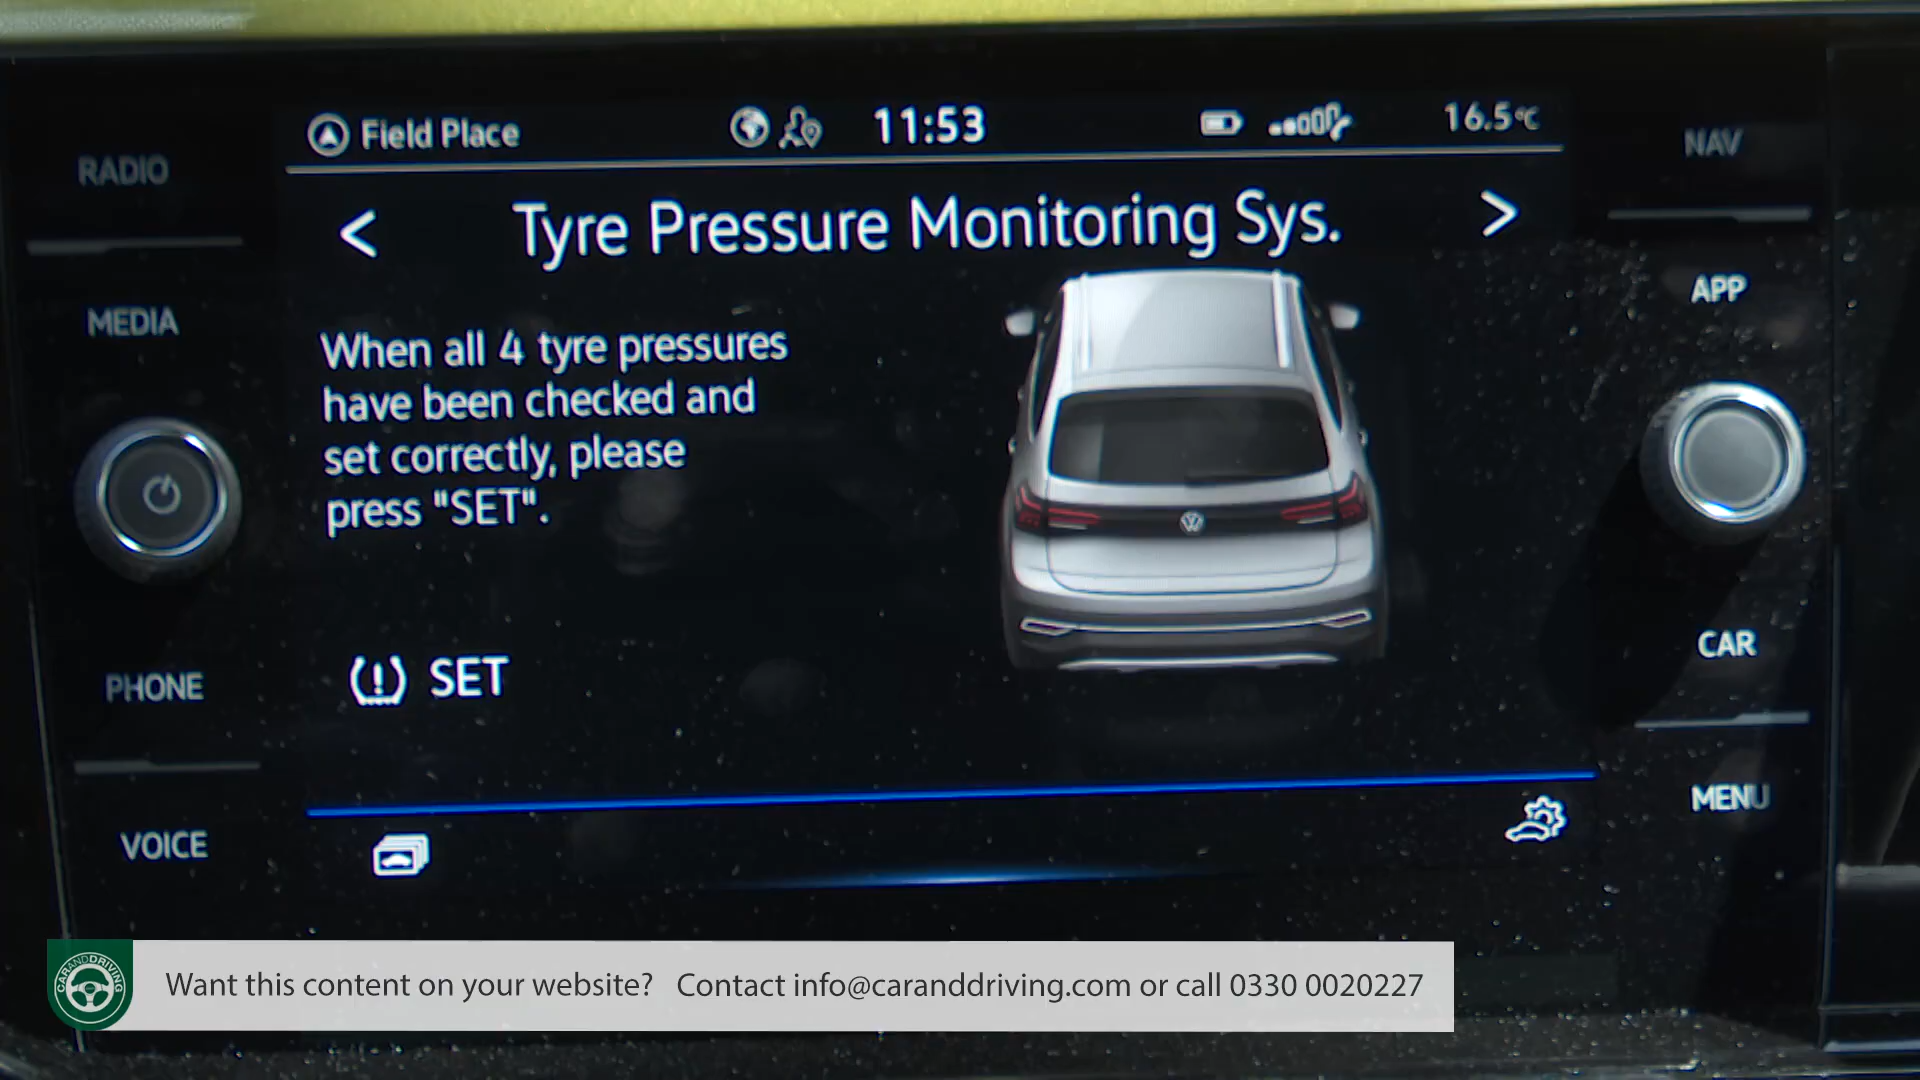 Field Place
11:53
16.5°C
RADIO
NAV
Tyre Pressure Monitoring Sys.
APP
MEDIA
When all 4 tyre pressures
have been checked and
set correctly, please
press "SET".
CAR
PHONE
SET
MENU
VOICE
CARANDDRIVING
Want this content on your website? Contact info@caranddriving.com or call 0330 0020227